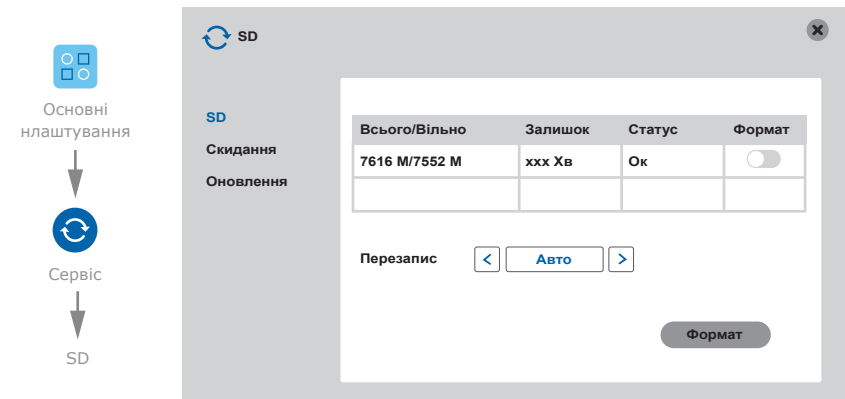 Основні
нлаштування
Сервіс
SD
SD
SD
Скидання
Оновлення
Всього/Вільно Залишок Статус Формат
7616 M/7552 M xxx Хв Ок
Перезапис < Авто >
Формат